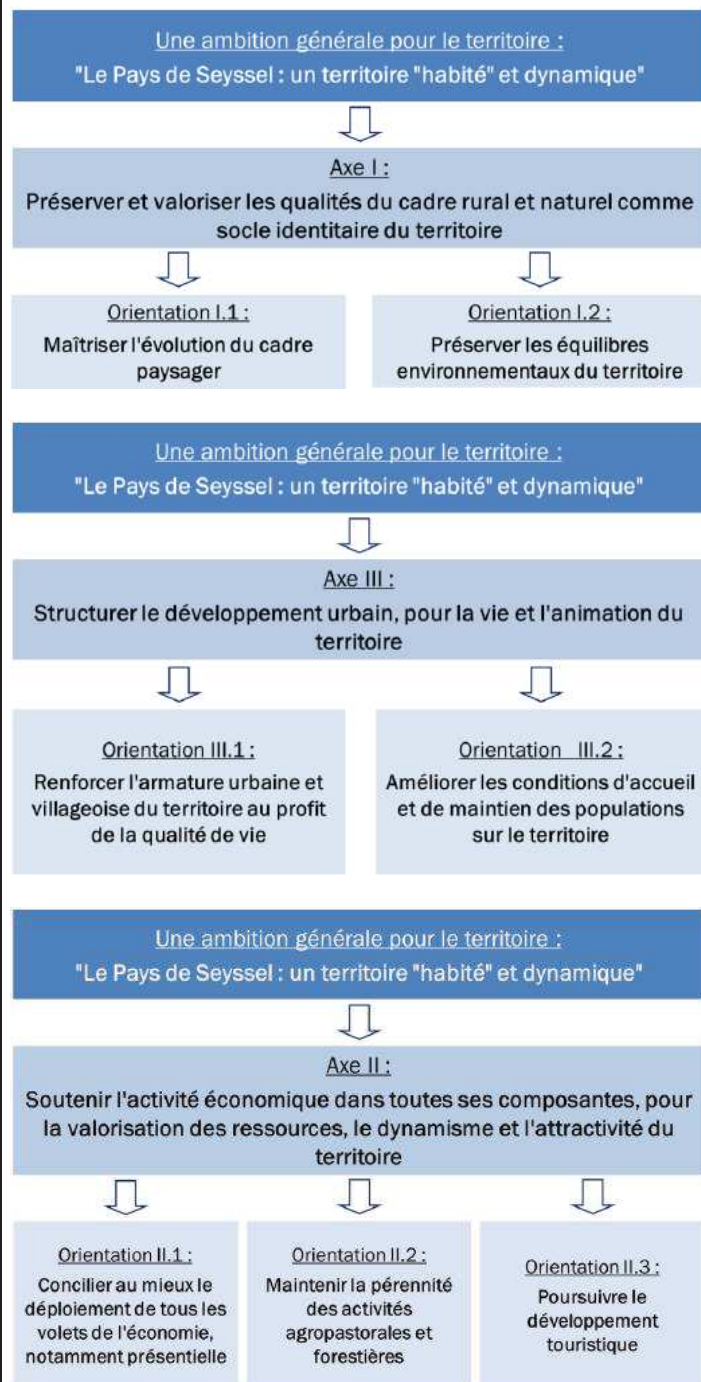 Une ambition générale pour le territoire :
"Le Pays de Seyssel : un territoire "habité" et dynamique"
Axe I :
Préserver et valoriser les qualités du cadre rural et naturel comme
socle identitaire du territoire
Orientation I.1 :
Maîtriser l'évolution du cadre
paysager
Orientation I.2 :
Préserver les équilibres
environnementaux du territoire
Une ambition générale pour le territoire :
"Le Pays de Seyssel : un territoire "habité" et dynamique"
Axe III :
Structurer le développement urbain, pour la vie et l'animation du
territoire
Orientation III.1 :
Renforcer l'armature urbaine et
villageoise du territoire au profit
de la qualité de vie
Orientation III.2 :
Améliorer les conditions d'accueil
et de maintien des populations
sur le territoire
Une ambition générale pour le territoire :
"Le Pays de Seyssel : un territoire "habité" et dynamique"
Axe II :
Soutenir l'activité économique dans toutes ses composantes, pour
la valorisation des ressources, le dynamisme et l'attractivité du
territoire
Orientation II.1 :
Concilier au mieux le
déploiement de tous les
volets de l'économie,
notamment présentielle
Orientation II.2 :
Maintenir la pérennité
des activités
agropastorales et
forestières
Orientation II.3 :
Poursuivre le
développement
touristique